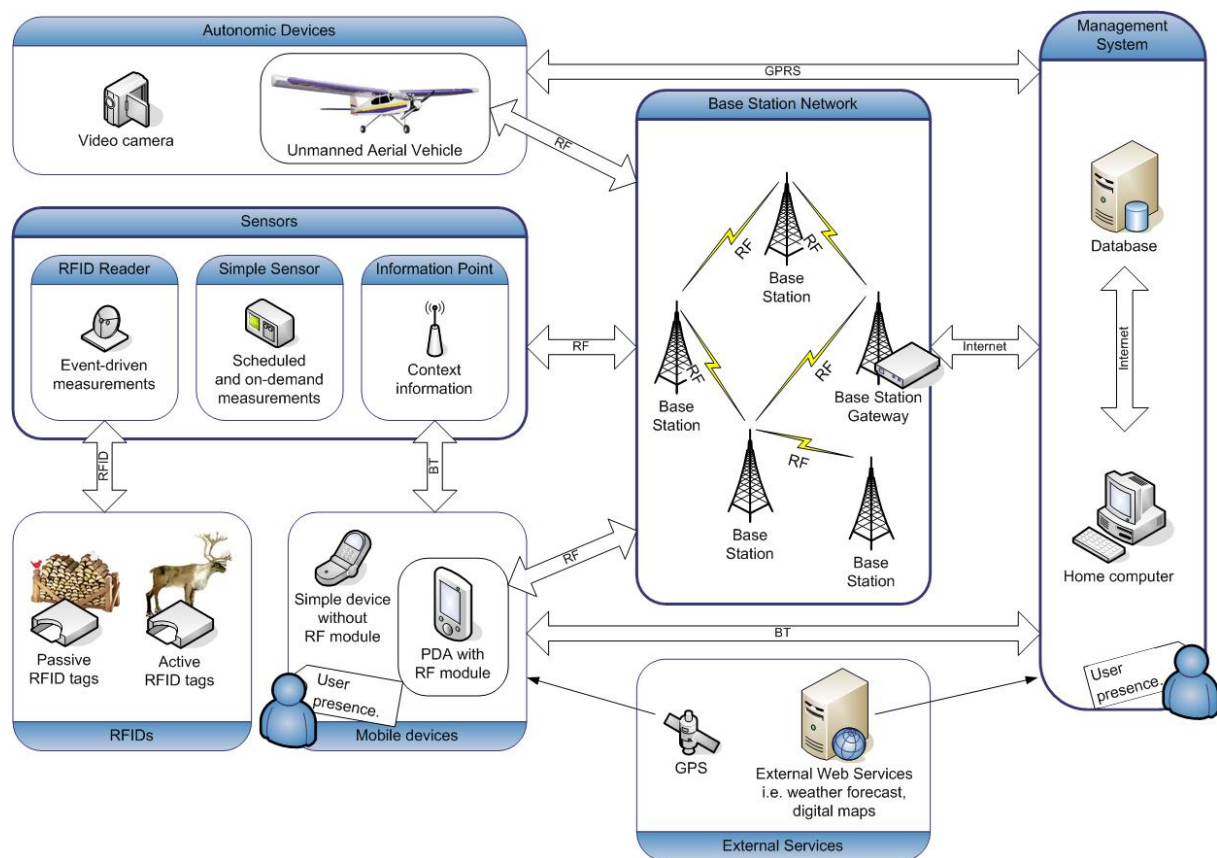 Autonomic Devices
Video camera
Unmanned Aerial Vehicle
GPRS
RF
Management
System
Base Station Network
RF
RF
Base
Station
Base
Station
RF
RF
Base Station
Gateway
Base
Station
RF
Base
Station
Internet
Database
Internet
Home computer
User
presence.
Sensors
RFID Reader
Event-driven
measurements
Simple Sensor
Scheduled
and on-demand
measurements
Information Point
Context
information
RF
RFID
BT
Passive
RFID tags
Active
RFID tags
RFIDs
Simple device
without
RF module
PDA with
RF module
User
presence.
Mobile devices
RF
BT
GPS
External Web Services
i.e. weather forecast,
digital maps
External Services